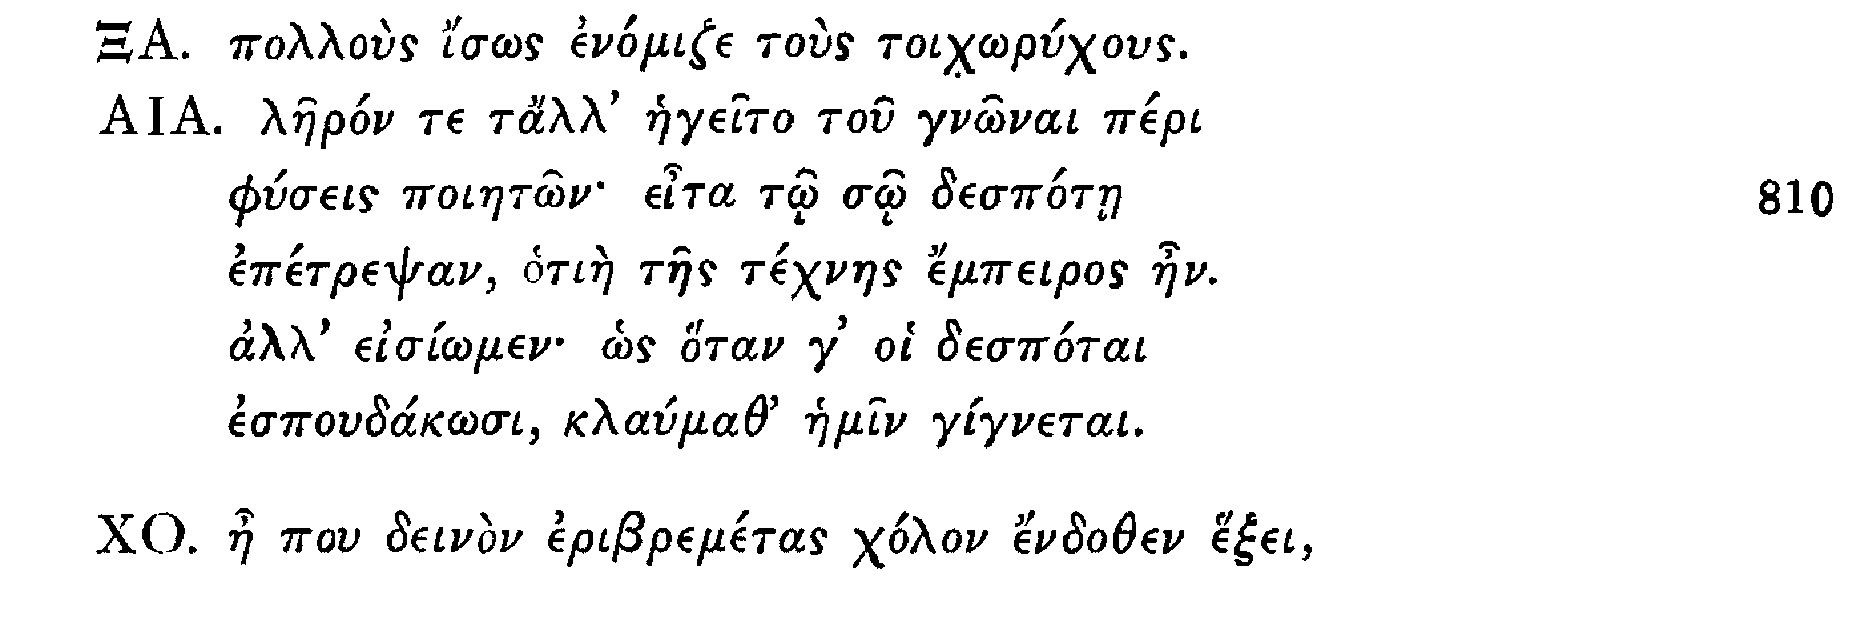 ΞΑ. πολλοὺς ἴσως ἐνόμιζε τοὺς τοιχωρύχους.
ΑΙΑ. λῆρόν τε τἄλλ’ ἡγεῖτο τοῦ γνῶναι πέρι
φύσεις ποιητῶν· εἶτα τῷ σῷ δεσπότῃ 810
ἐπέτρεψαν, ὁτιὴ τῆς τέχνης ἔμπειρος ἦν.
ἀλλ’ εἰσίωμεν· ὡς ὅταν γ’ οἱ δεσπόται
ἐσπουδάκωσι, κλαύμαθ’ ἡμῖν γίγνεται.
ΧΟ. ἦ που δεινὸν ἐριβρεμέτας χόλον ἔνδοθεν ἕξει,